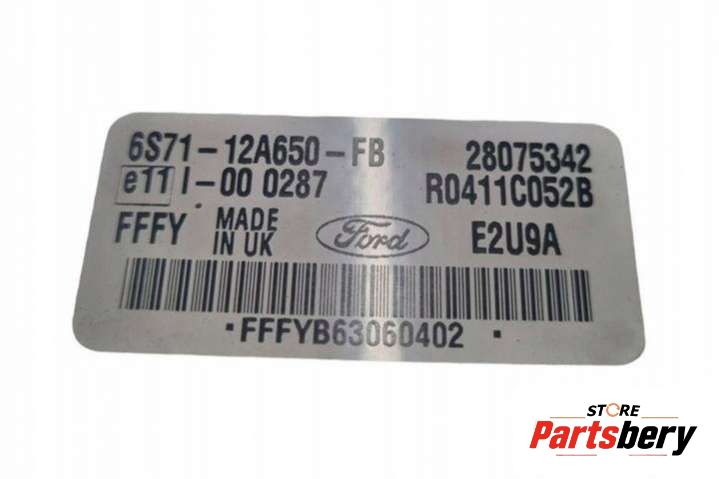 6S71-12A650-FB 28075342
e11 I-00 0287 R0411C052B
FFFY MADE IN UK Ford E2U9A
·FFFYB63060402·
STORE
Partsbery